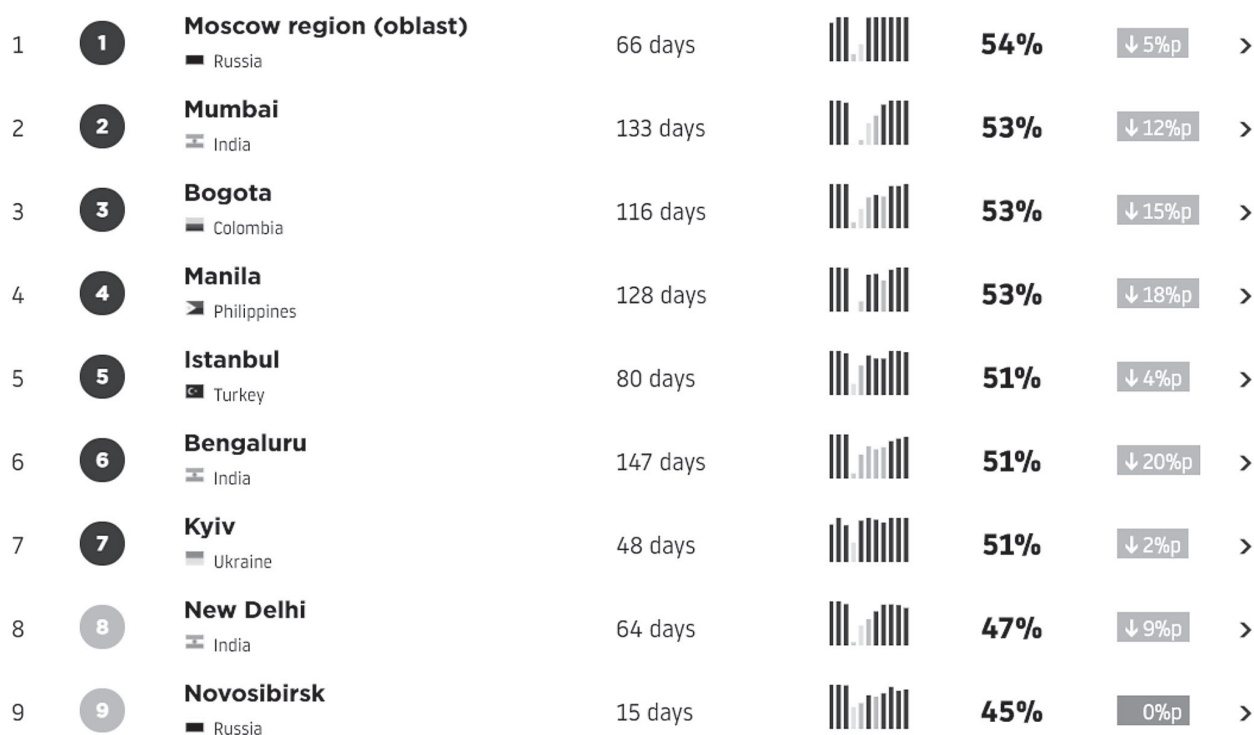 1 1 Moscow region (oblast) 66 days 54% ↓ 5%p >
Russia
2 2 Mumbai 133 days 53% ↓ 12%p >
India
3 3 Bogota 116 days 53% ↓ 15%p >
Colombia
4 4 Manila 128 days 53% ↓ 18%p >
Philippines
5 5 Istanbul 80 days 51% ↓ 4%p >
Turkey
6 6 Bengaluru 147 days 51% ↓ 20%p >
India
7 7 Kyiv 48 days 51% ↓ 2%p >
Ukraine
8 8 New Delhi 64 days 47% ↓ 9%p >
India
9 9 Novosibirsk 15 days 45% 0%p >
Russia